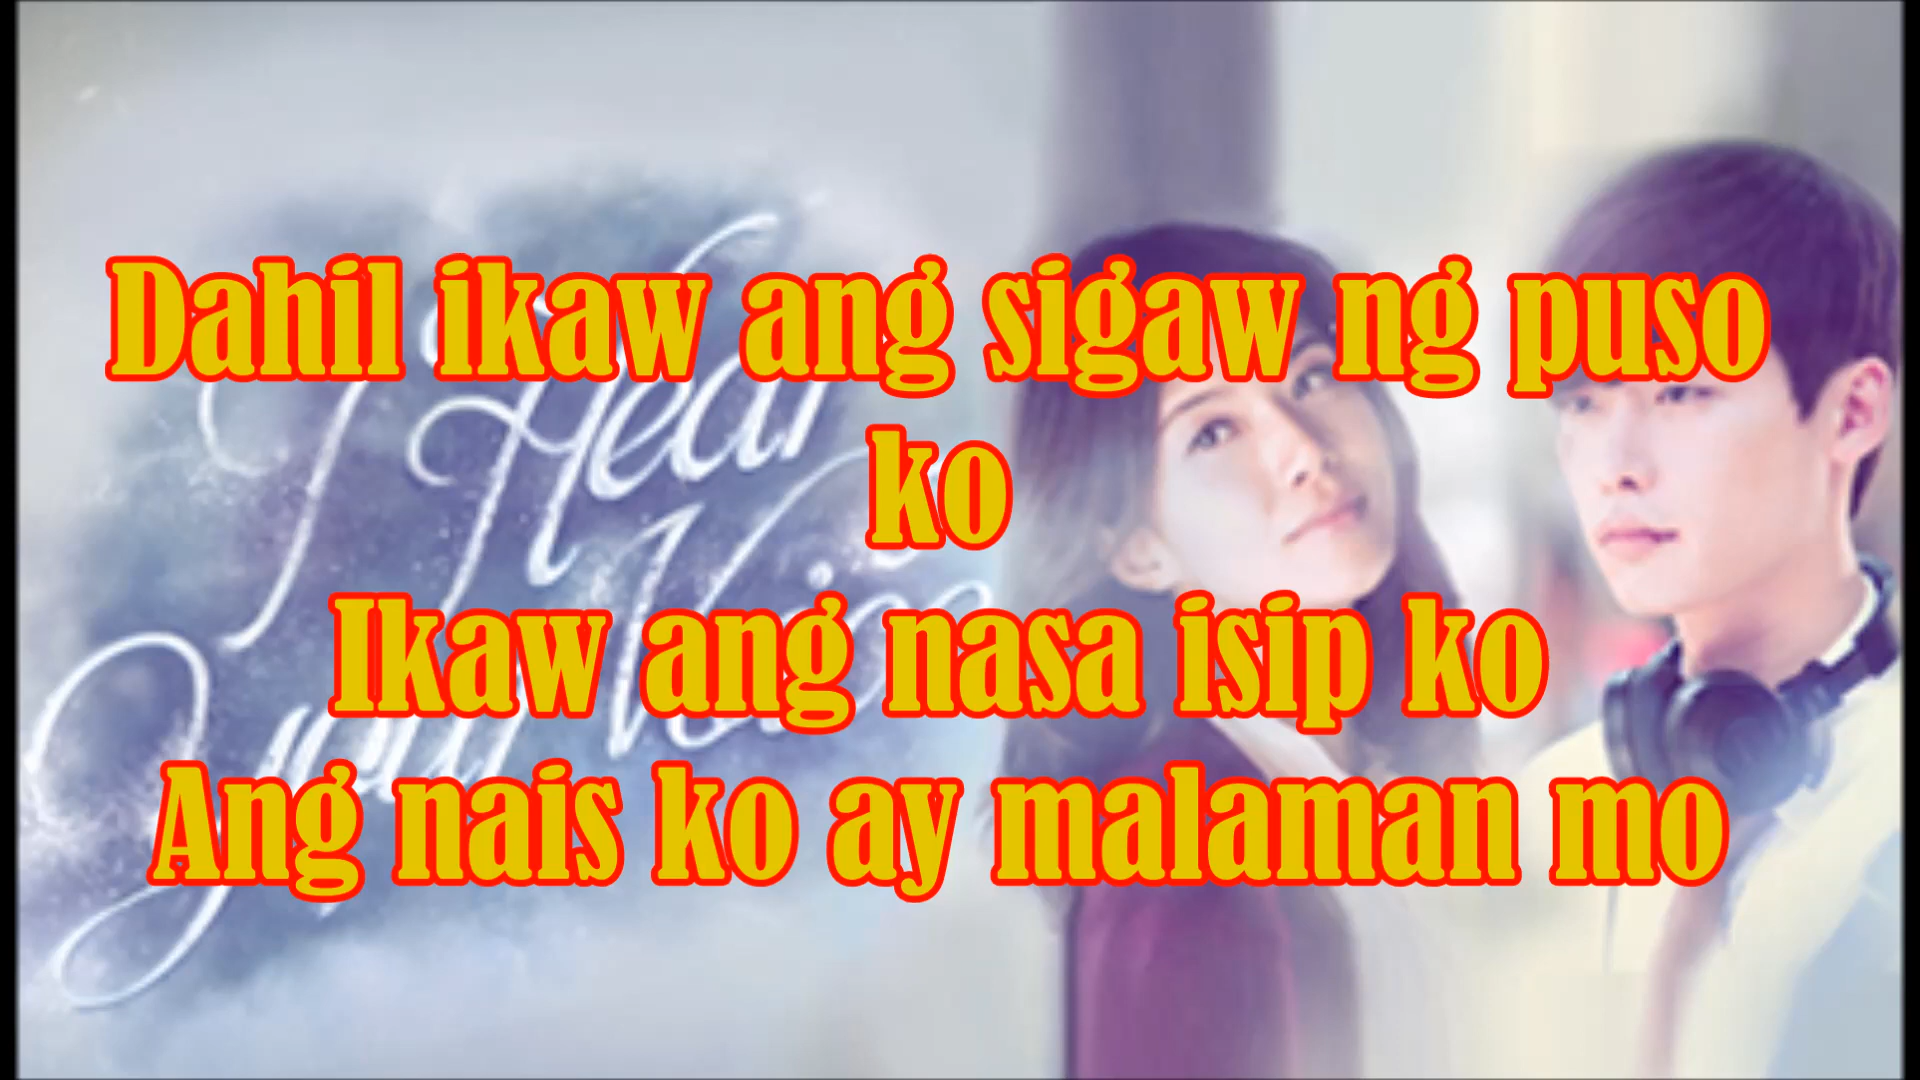 Dahil ikaw ang sigaw ng puso
ko
Ikaw ang nasa isip ko
Ang nais ko ay malaman mo
I Hear
Your Voice